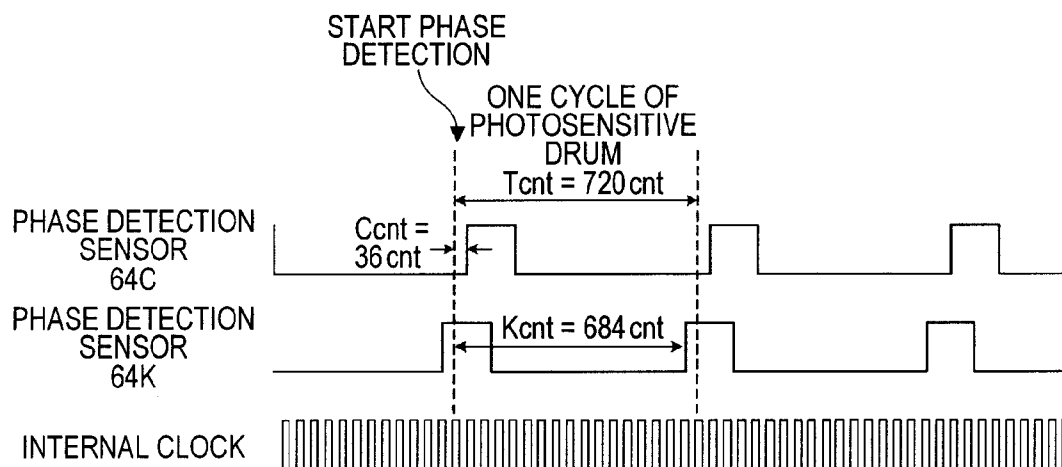 START PHASE
DETECTION
ONE CYCLE OF
PHOTOSENSITIVE
DRUM
Tcnt = 720 cnt
PHASE DETECTION
SENSOR
64C
Ccnt =
36 cnt
PHASE DETECTION
SENSOR
64K
Kcnt = 684 cnt
INTERNAL CLOCK